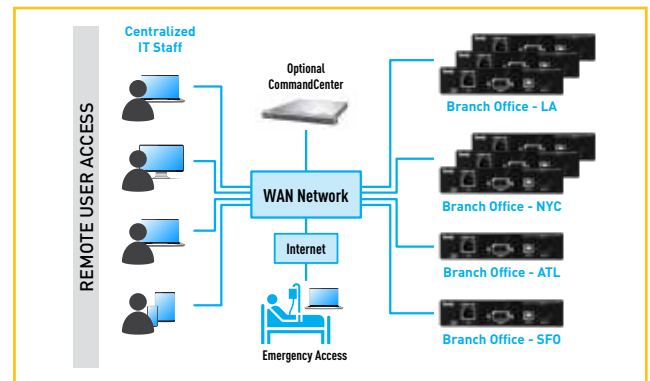 REMOTE USER ACCESS
Centralized
IT Staff
Optional
CommandCenter
WAN Network
Internet
Emergency Access
Branch Office - LA
Branch Office - NYC
Branch Office - ATL
Branch Office - SFO